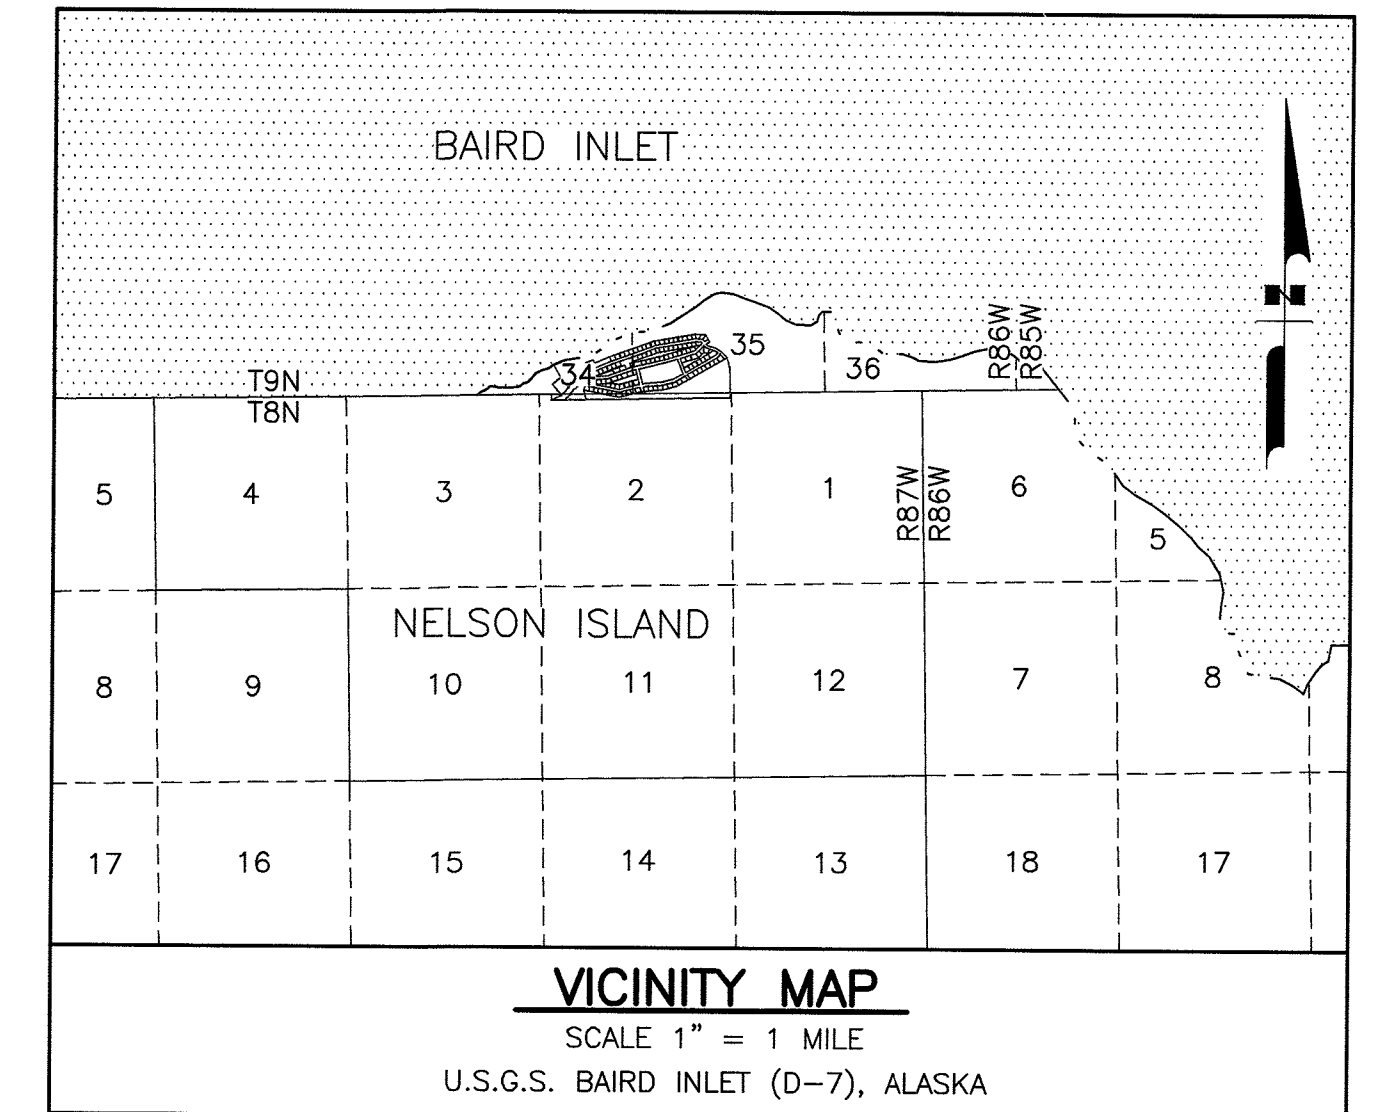 BAIRD INLET
R86W
R85W
35
34
36
T9N
T8N
5
4
3
2
1
R87W
R86W
6
5
NELSON ISLAND
8
9
10
11
12
7
8
17
16
15
14
13
18
17
VICINITY MAP
SCALE 1" = 1 MILE
U.S.G.S. BAIRD INLET (D-7), ALASKA